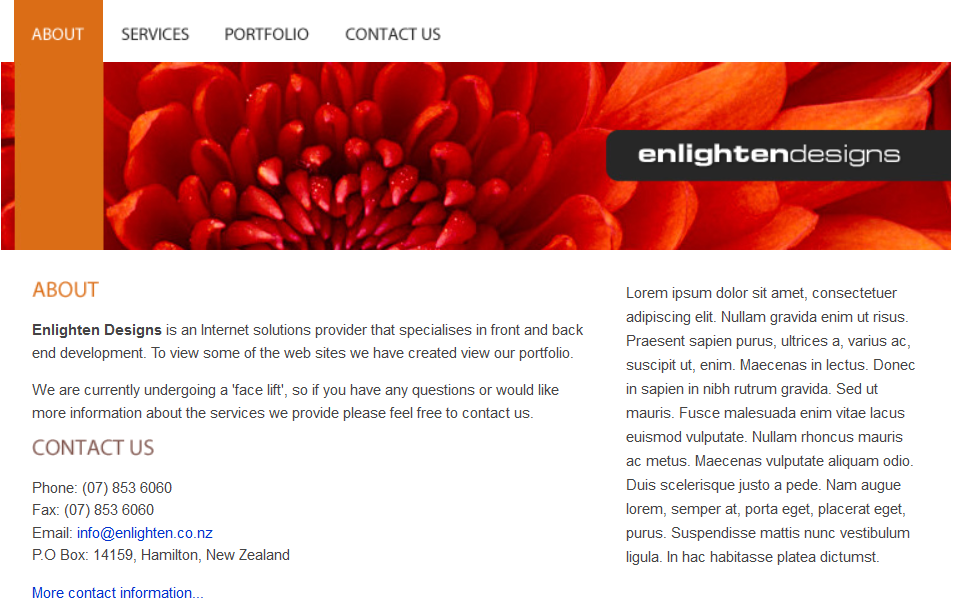 ABOUT SERVICES PORTFOLIO CONTACT US
enlightendesigns
ABOUT
Enlighten Designs is an Internet solutions provider that specialises in front and back
end development. To view some of the web sites we have created view our portfolio.
We are currently undergoing a 'face lift', so if you have any questions or would like
more information about the services we provide please feel free to contact us.
CONTACT US
Phone: (07) 853 6060
Fax: (07) 853 6060
Email: info@enlighten.co.nz
P.O Box: 14159, Hamilton, New Zealand
More contact information...
Lorem ipsum dolor sit amet, consectetuer
adipiscing elit. Nullam gravida enim ut risus.
Praesent sapien purus, ultrices a, varius ac,
suscipit ut, enim. Maecenas in lectus. Donec
in sapien in nibh rutrum gravida. Sed ut
mauris. Fusce malesuada enim vitae lacus
euismod vulputate. Nullam rhoncus mauris
ac metus. Maecenas vulputate aliquam odio.
Duis scelerisque justo a pede. Nam augue
lorem, semper at, porta eget, placerat eget,
purus. Suspendisse mattis nunc vestibulum
ligula. In hac habitasse platea dictumst.